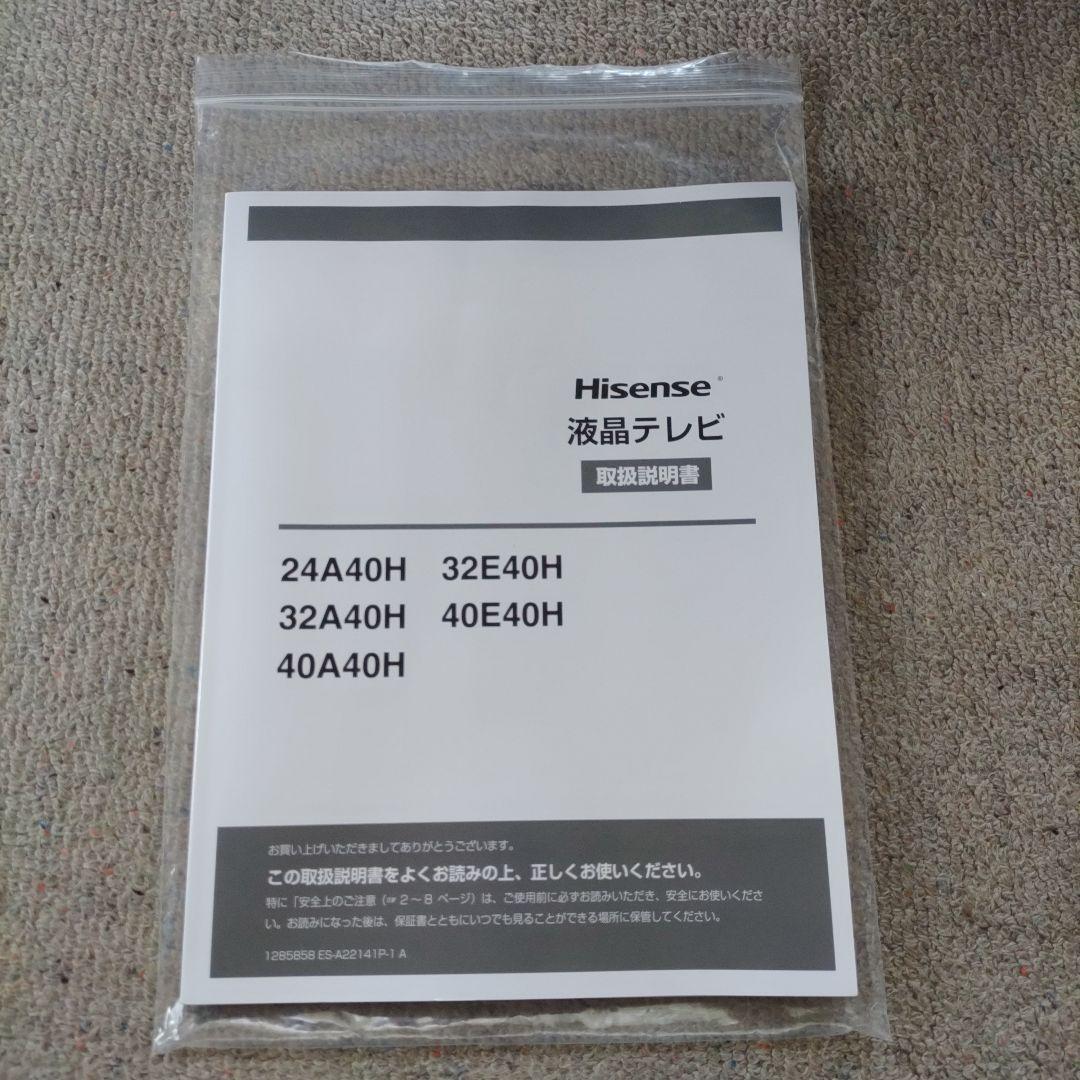 Hisense®
液晶テレビ
取扱説明書
24A40H 32E40H
32A40H 40E40H
40A40H
お買い上げいただきましてありがとうございます。
この取扱説明書をよくお読みの上、正しくお使いください。
特に「安全上のご注意（☞ 2～8 ページ）は、ご使用前に必ずお読みいただき、安全にお使いくださ
い。お読みになった後は、保証書とともにいつでも見ることができる場所に保管してください。
1285858 ES-A22141P-1 A